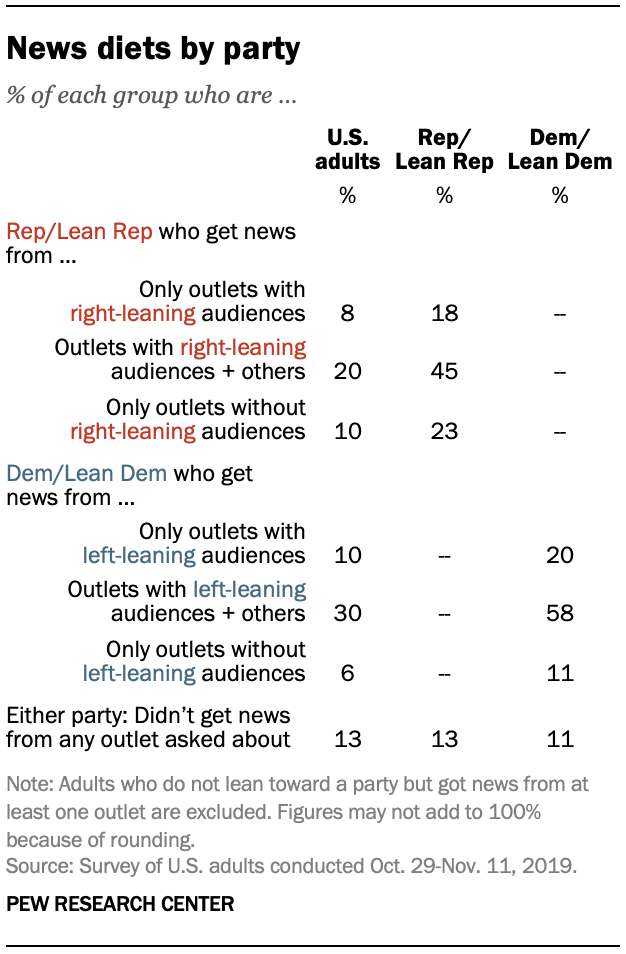 News diets by party
% of each group who are ...
U.S. adults Rep/ Lean Rep Dem/ Lean Dem
% % %
Rep/Lean Rep who get news
from ...
Only outlets with
right-leaning audiences 8 18 --
Outlets with right-leaning
audiences + others 20 45 --
Only outlets without
right-leaning audiences 10 23 --
Dem/Lean Dem who get
news from ...
Only outlets with
left-leaning audiences 10 -- 20
Outlets with left-leaning
audiences + others 30 -- 58
Only outlets without
left-leaning audiences 6 -- 11
Either party: Didn't get news
from any outlet asked about 13 13 11
Note: Adults who do not lean toward a party but got news from at
least one outlet are excluded. Figures may not add to 100%
because of rounding.
Source: Survey of U.S. adults conducted Oct. 29-Nov. 11, 2019.
PEW RESEARCH CENTER